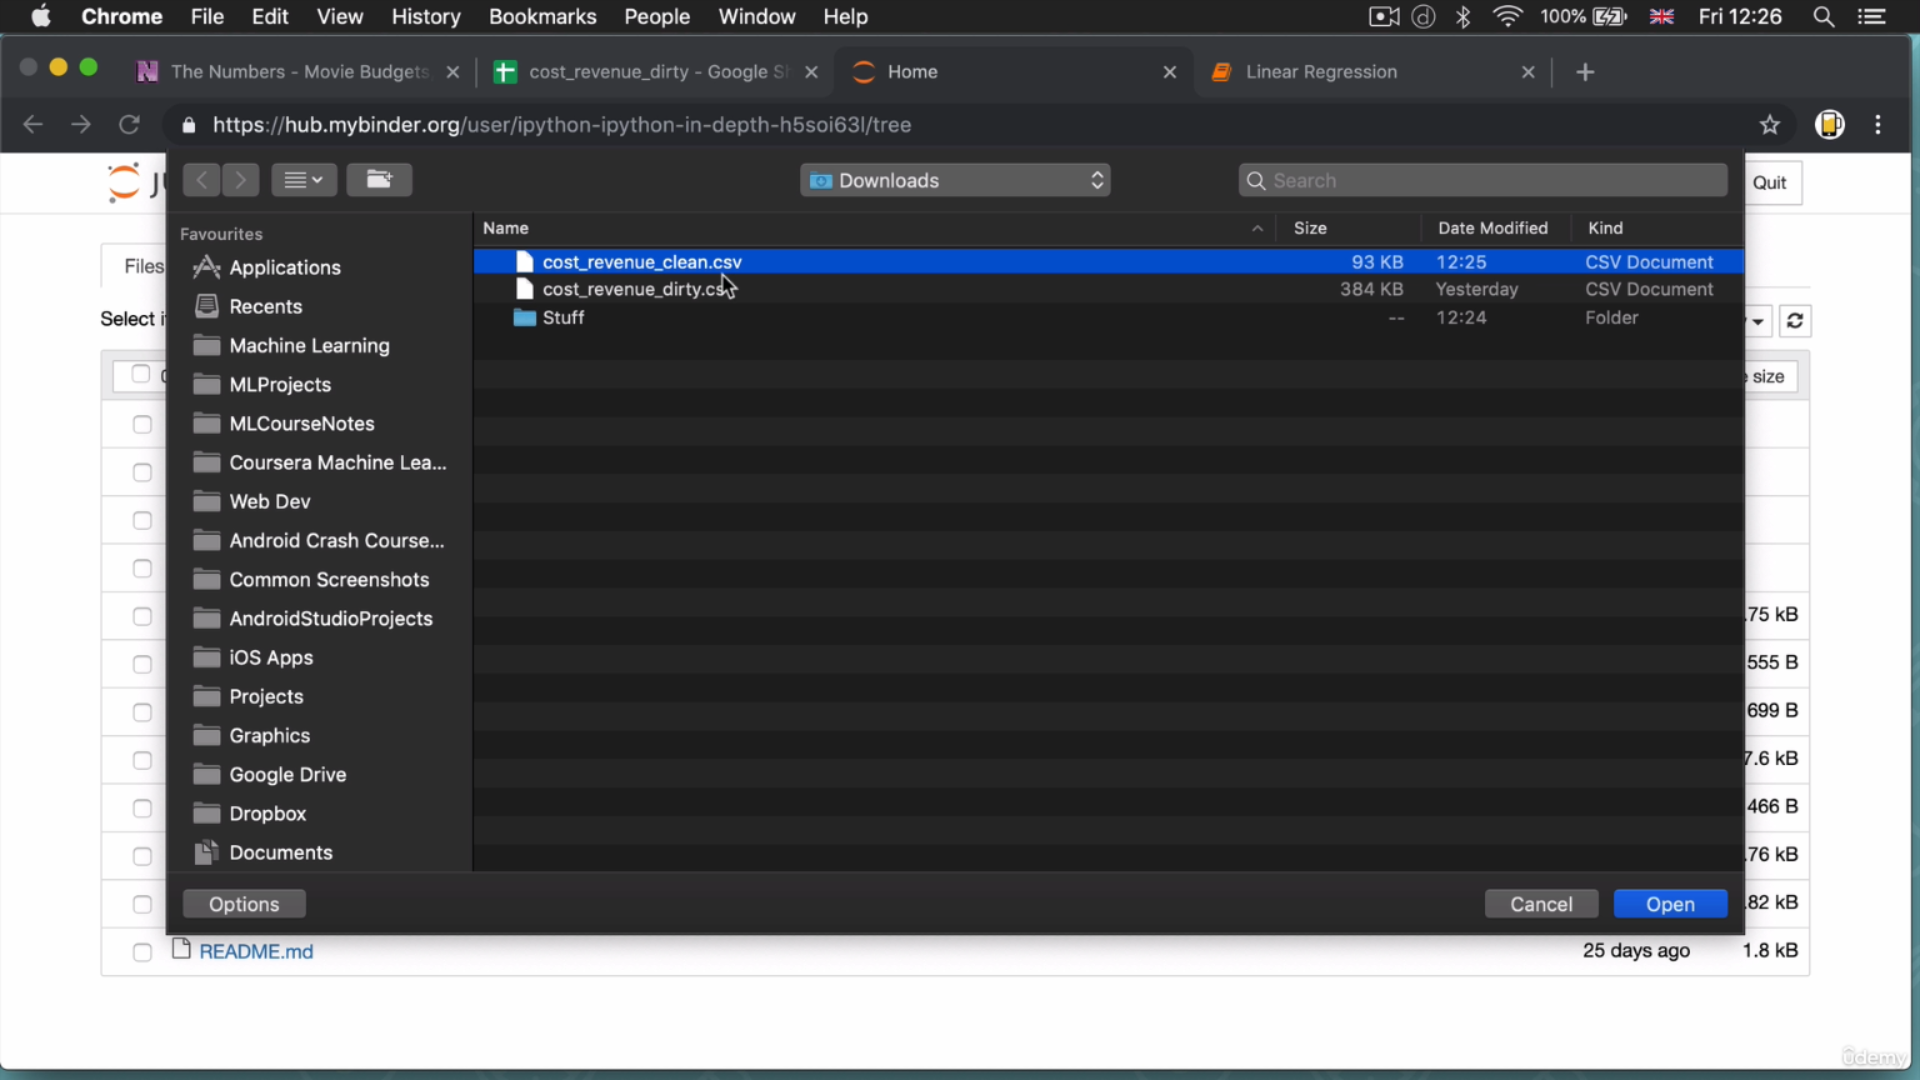 Chrome File Edit View History Bookmarks People Window Help 100% Fri 12:26
The Numbers - Movie Budgets, cost_revenue_dirty - Google Sh Home Linear Regression
https://hub.mybinder.org/user/ipython-ipython-in-depth-h5soi63l/tree
Downloads Search Quit
Favourites
Name Size Date Modified Kind
Files
Select i
size
Applications
Recents
Machine Learning
MLProjects
MLCourseNotes
Coursera Machine Lea...
Web Dev
Android Crash Course...
Common Screenshots
AndroidStudioProjects
iOS Apps
Projects
Graphics
Google Drive
Dropbox
Documents
cost_revenue_clean.csv 93 KB 12:25 CSV Document
cost_revenue_dirty.cs 384 KB Yesterday CSV Document
Stuff -- 12:24 Folder
.75 kB
555 B
699 B
7.6 kB
466 B
.76 kB
.82 kB
Options Cancel Open
README.md 25 days ago 1.8 kB
ûdemy